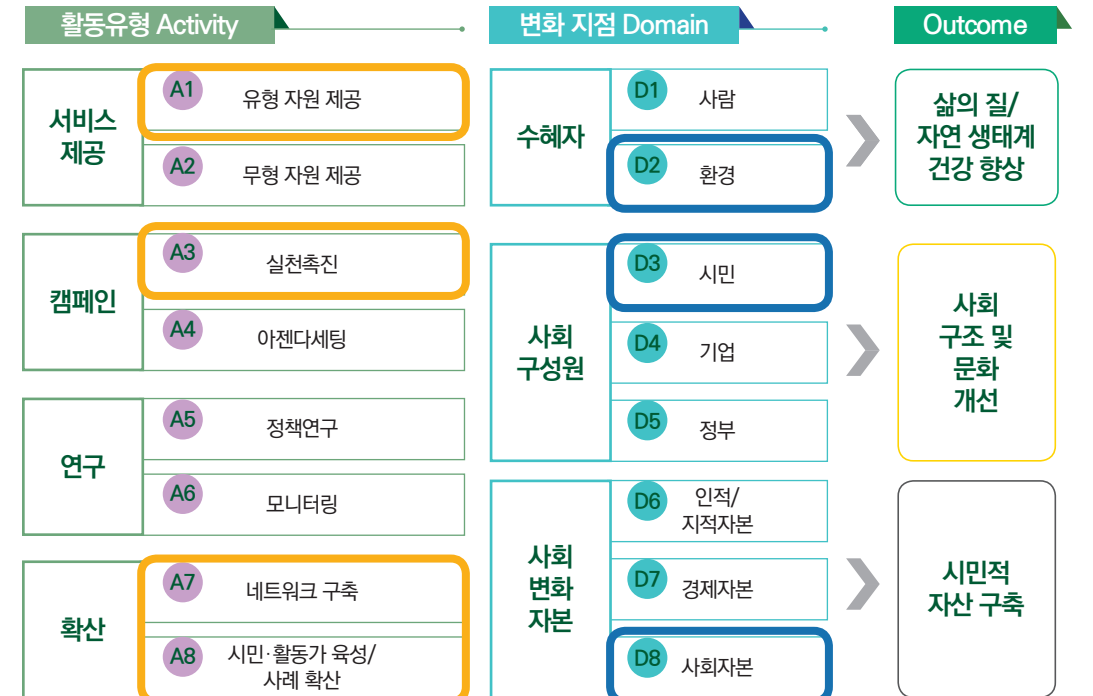 활동유형 Activity
변화 지점 Domain
Outcome
서비스
제공
A1
유형 자원 제공
A2
무형 자원 제공
캠페인
A3
실천촉진
A4
아젠다세팅
연구
A5
정책연구
A6
모니터링
확산
A7
네트워크 구축
A8
시민·활동가 육성/
사례 확산
수혜자
D1
사람
D2
환경
사회
구성원
D3
시민
D4
기업
D5
정부
사회
변화
자본
D6
인적/
지적자본
D7
경제자본
D8
사회자본
삶의 질/
자연 생태계
건강 향상
사회
구조 및
문화
개선
시민적
자산 구축